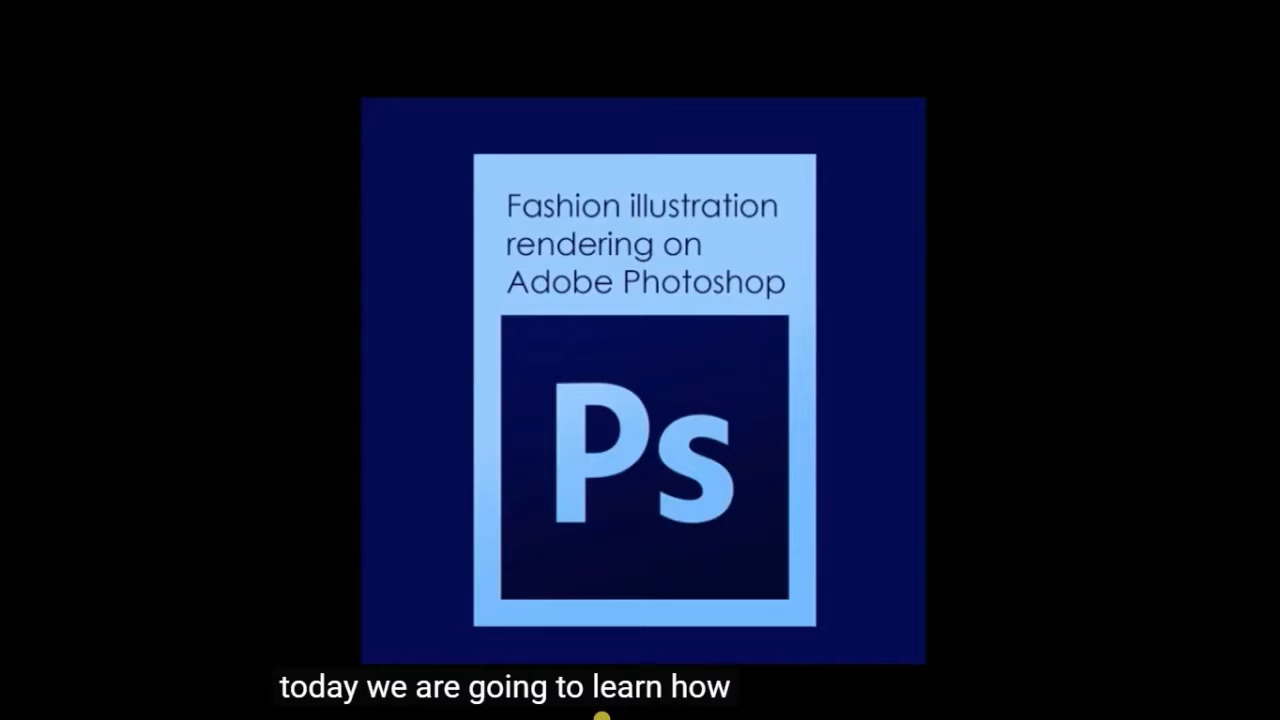 Fashion illustration
rendering on
Adobe Photoshop
Ps
today we are going to learn how